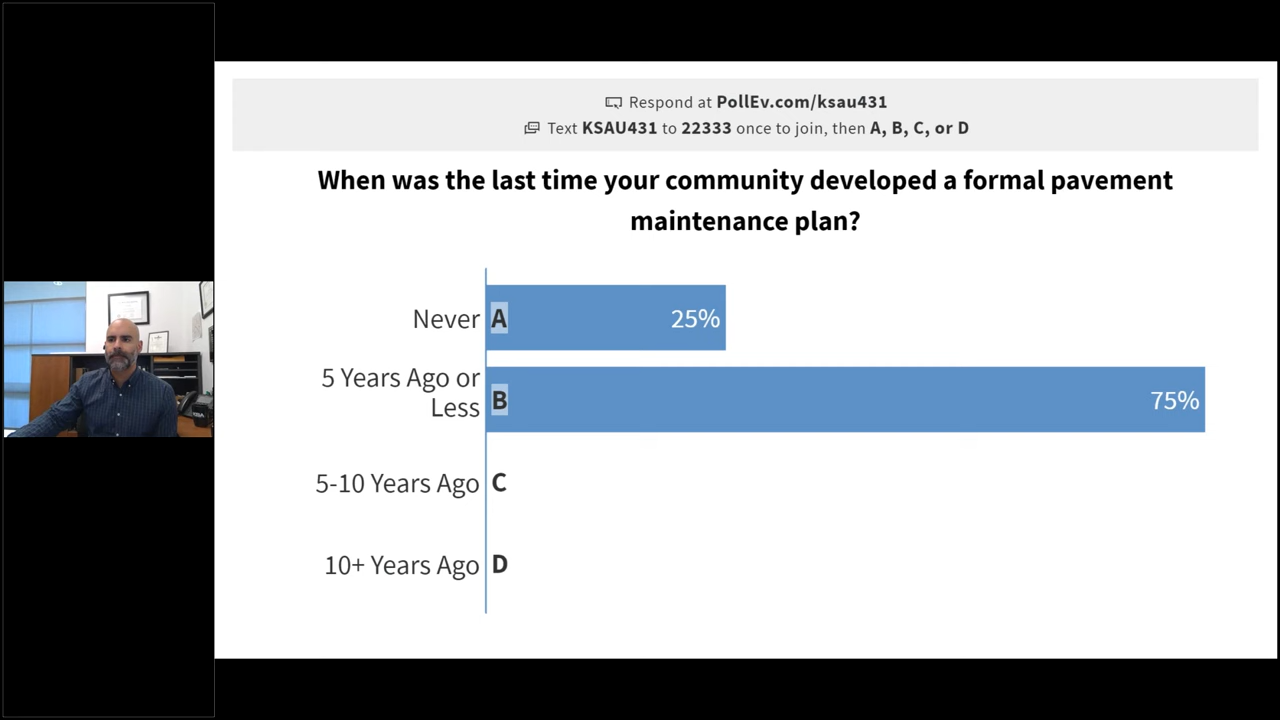 Respond at PollEv.com/ksau431
Text KSAU431 to 22333 once to join, then A, B, C, or D
When was the last time your community developed a formal pavement
maintenance plan?
Never A 25%
5 Years Ago or
Less B 75%
5-10 Years Ago C
10+ Years Ago D